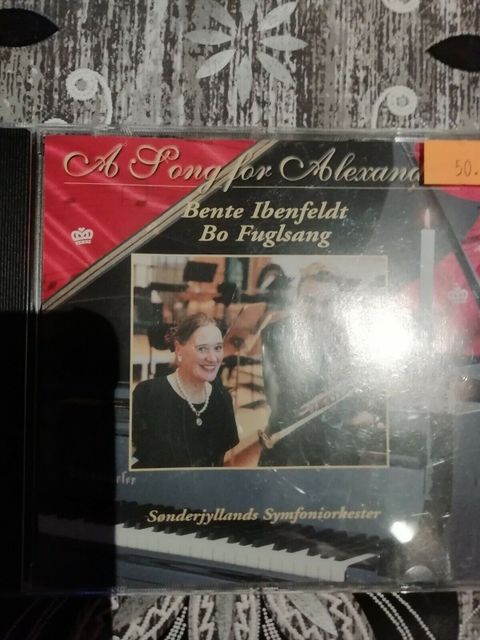 A Song for Alexand
50.
Bente Ibenfeldt
Bo Fuglsang
Sønderjyllands Symfoniorkester